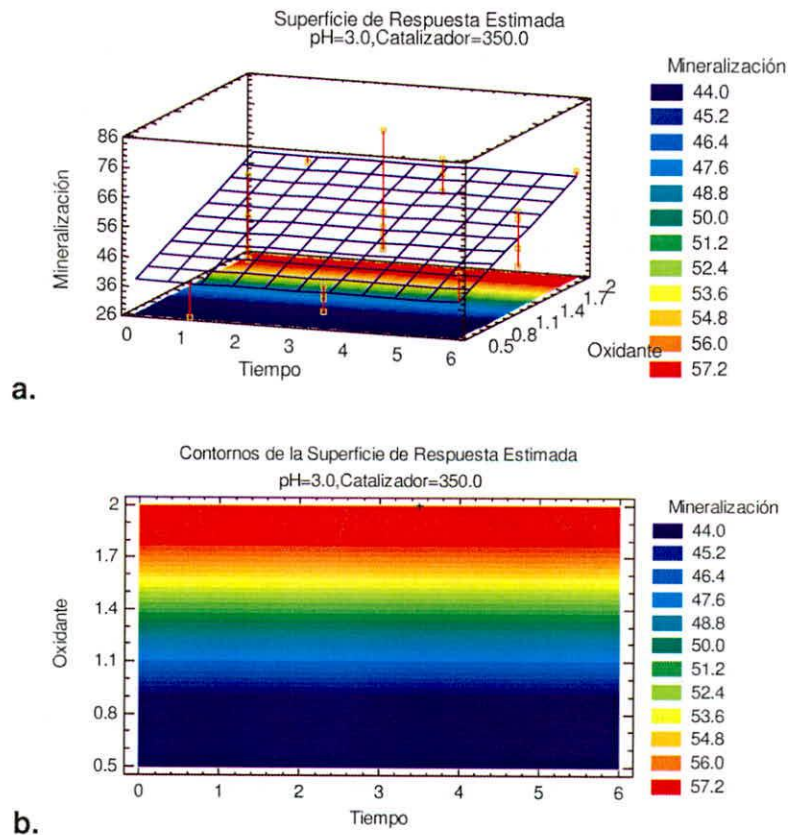 Superficie de Respuesta Estimada
pH=3.0,Catalizador=350.0
Mineralización
44.0
45.2
46.4
47.6
48.8
50.0
51.2
52.4
53.6
54.8
56.0
57.2
Mineralización
86
76
66
56
46
36
26
0 1 2 3 4 5 6
Tiempo
0.5 0.8 1.1 1.4 1.7 2
Oxidante
a.
Contornos de la Superficie de Respuesta Estimada
pH=3.0,Catalizador=350.0
Mineralización
44.0
45.2
46.4
47.6
48.8
50.0
51.2
52.4
53.6
54.8
56.0
57.2
Oxidante
2
1.7
1.4
1.1
0.8
0.5
0 1 2 3 4 5 6
Tiempo
b.